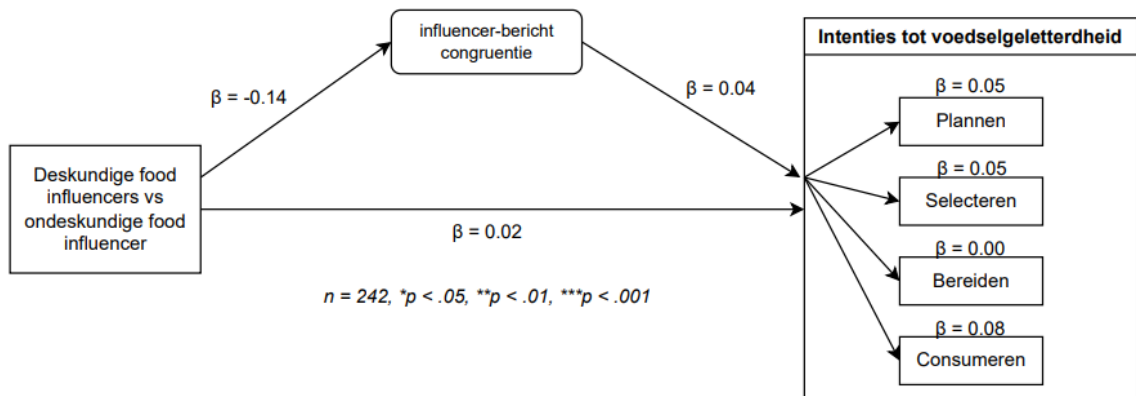 influencer-bericht
congruentie
Intenties tot voedselgeletterdheid
β = -0.14
β = 0.04
β = 0.05
Plannen
Deskundige food
influencers vs
ondeskundige food
influencer
β = 0.05
Selecteren
β = 0.02
β = 0.00
Bereiden
n = 242, *p < .05, **p < .01, ***p < .001
β = 0.08
Consumeren